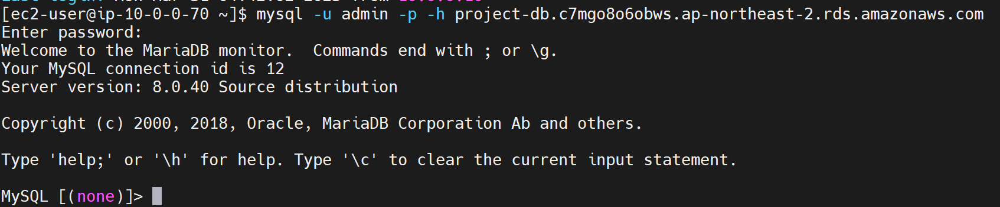 [ec2-user@ip-10-0-0-70 ~]$ mysql -u admin -p -h project-db.c7mgo8o6obws.ap-northeast-2.rds.amazonaws.com
Enter password:
Welcome to the MariaDB monitor.  Commands end with ; or \g.
Your MySQL connection id is 12
Server version: 8.0.40 Source distribution

Copyright (c) 2000, 2018, Oracle, MariaDB Corporation Ab and others.

Type 'help;' or '\h' for help. Type '\c' to clear the current input statement.

MySQL [(none)]>